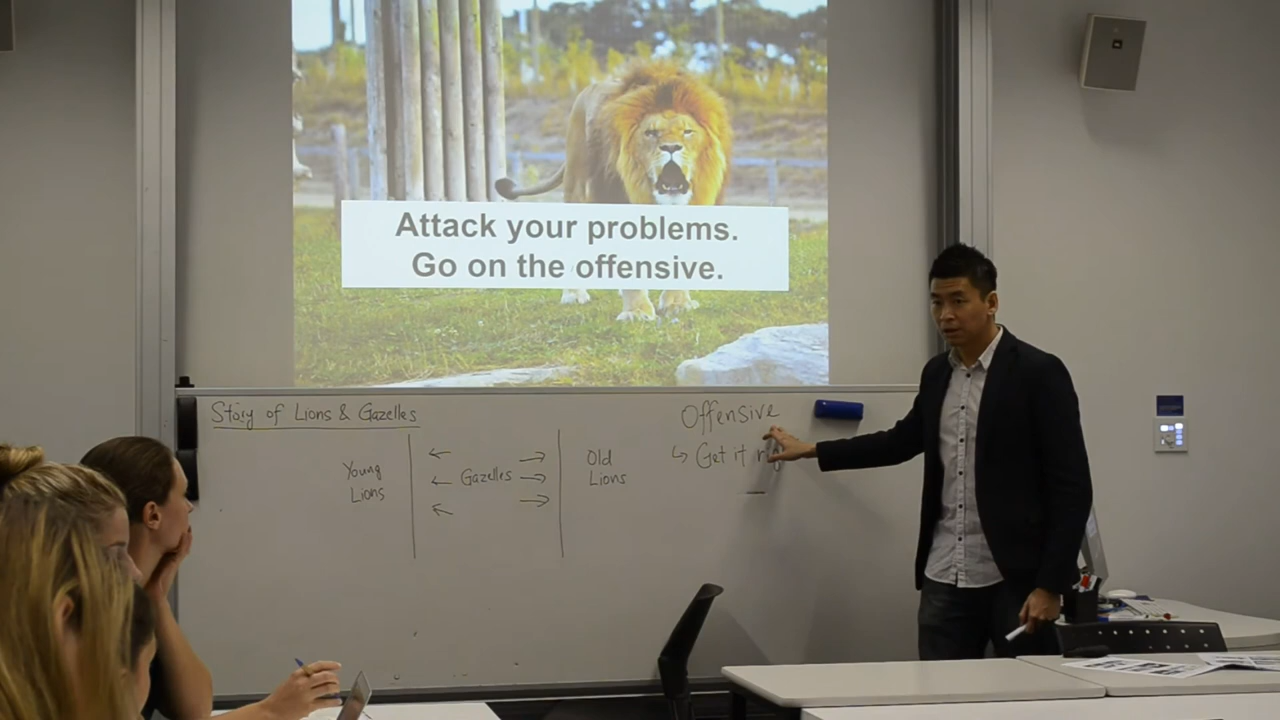 Attack your problems.
Go on the offensive.
Story of Lions & Gazelles
Offensive
↳ Get it
Young
Lions
Gazelles
Old
Lions